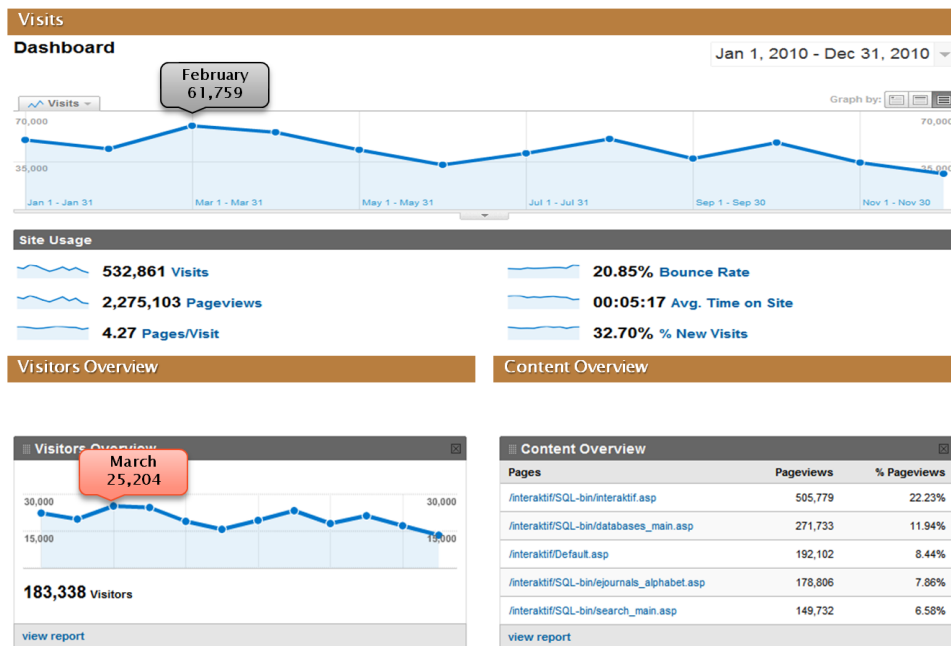 Visits
Dashboard
Jan 1, 2010 - Dec 31, 2010
February
61,759
Visits
Graph by:
70,000
70,000
35,000
35,000
Jan 1 - Jan 31
Mar 1 - Mar 31
May 1 - May 31
Jul 1 - Jul 31
Sep 1 - Sep 30
Nov 1 - Nov 30
Site Usage
532,861 Visits
20.85% Bounce Rate
2,275,103 Pageviews
00:05:17 Avg. Time on Site
4.27 Pages/Visit
32.70% % New Visits
Visitors Overview
Content Overview
Visitors Overview
March
25,204
30,000
30,000
15,000
15,000
183,338 Visitors
view report
Content Overview
Pages Pageviews % Pageviews
/interaktif/SQL-bin/interaktif.asp 505,779 22.23%
/interaktif/SQL-bin/databases_main.asp 271,733 11.94%
/interaktif/Default.asp 192,102 8.44%
/interaktif/SQL-bin/ejournals_alphabet.asp 178,806 7.86%
/interaktif/SQL-bin/search_main.asp 149,732 6.58%
view report